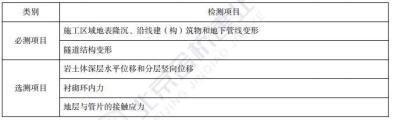 类别
检测项目
必测项目
施工区域地表隆沉、沿线建（构）筑物和地下管线变形
隧道结构变形
选测项目
岩土体深层水平位移和分层竖向位移
衬砌环内力
地层与管片的接触应力